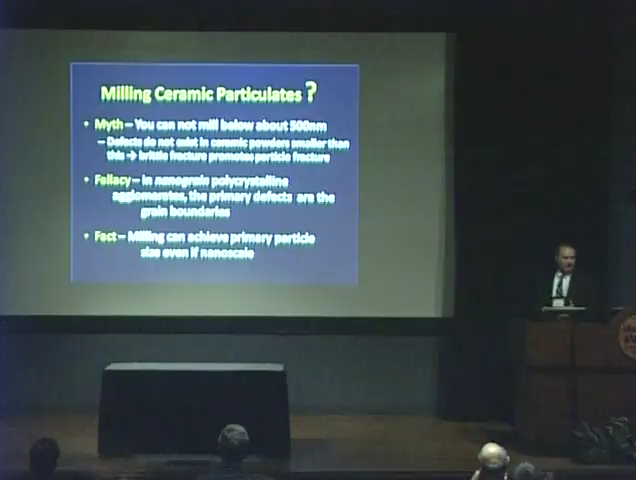 Milling Ceramic Particulates ?
• Myth – You can not mill below about 500nm
– Defects do not exist in ceramic powders smaller than
this → brittle fracture promotes particle fracture
• Fallacy – In nanograin polycrystalline
agglomerates, the primary defects are the
grain boundaries
• Fact – Milling can achieve primary particle
size even if nanoscale